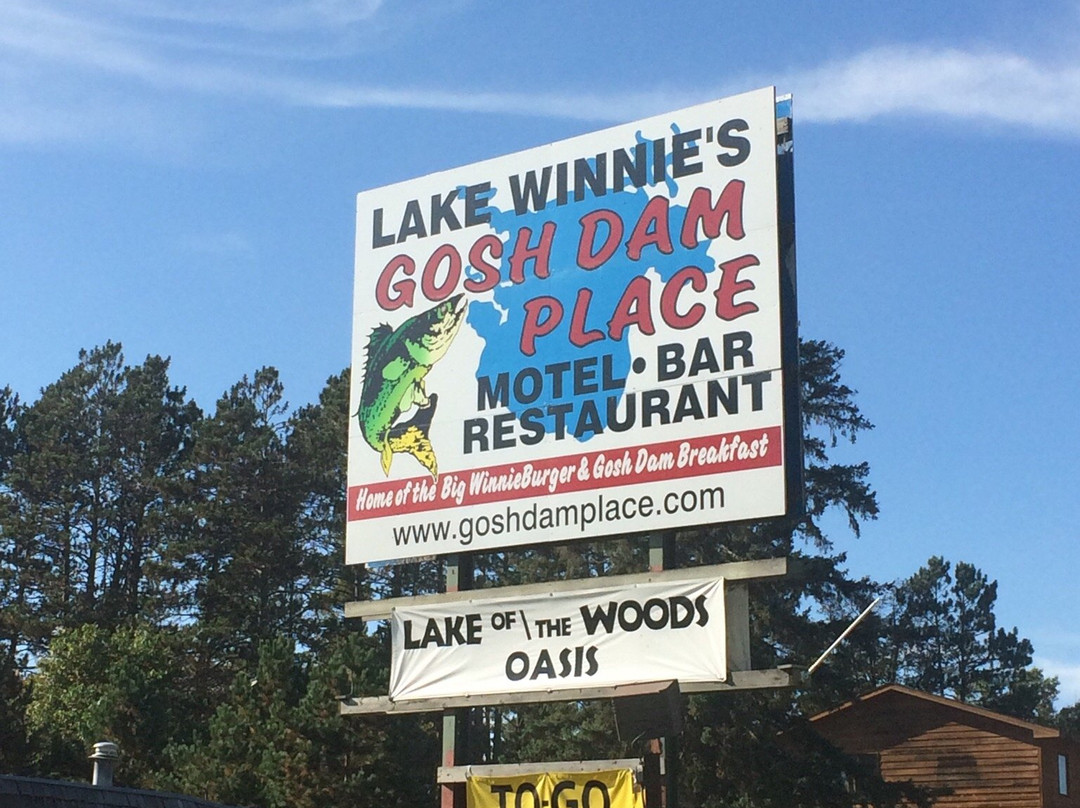 LAKE WINNIE'S
GOSH DAM
PLACE
MOTEL • BAR
RESTAURANT
Home of the Big WinnieBurger & Gosh Dam Breakfast
www.goshdamplace.com
LAKE OF \ THE WOODS
OASIS
TO-GO